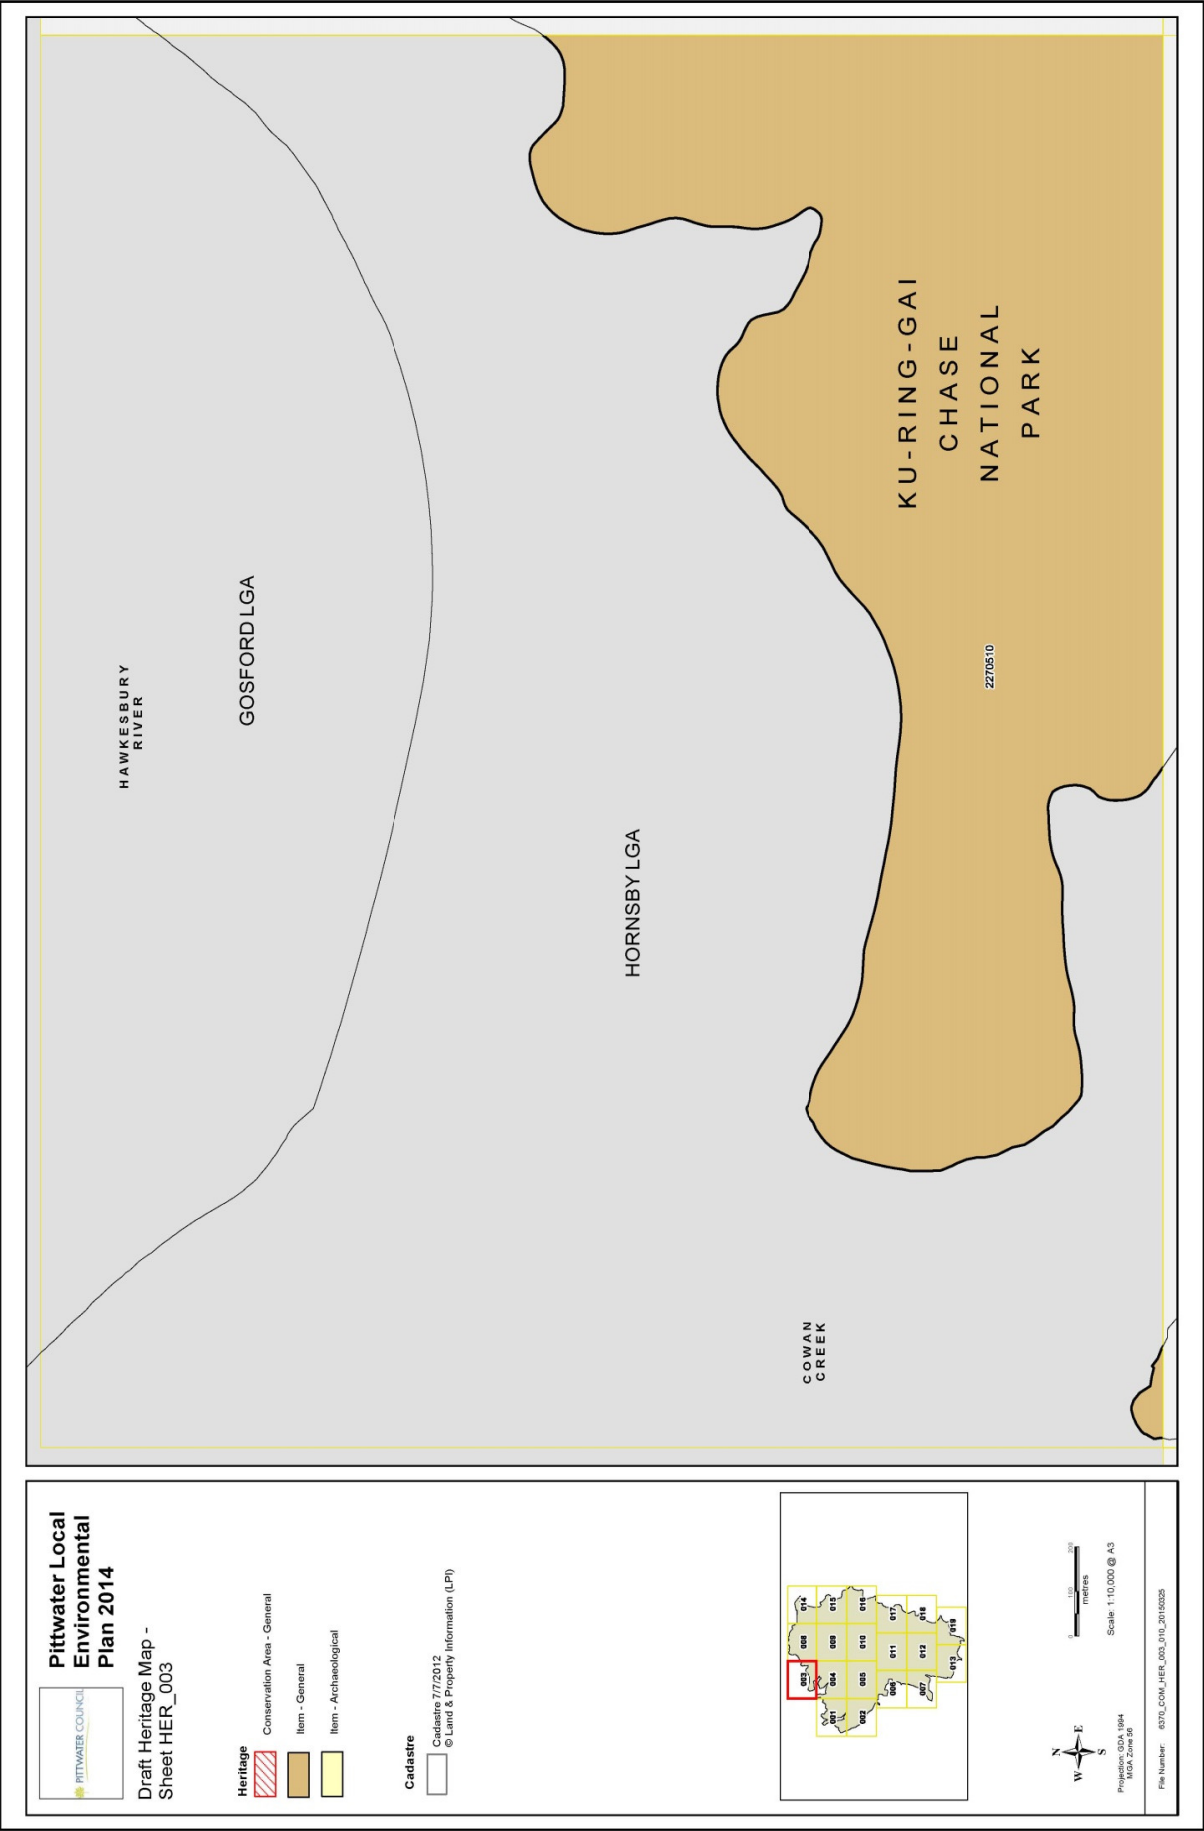 HAWKESBURY
RIVER
GOSFORD LGA
HORNSBY LGA
KU-RING-GAI
CHASE
NATIONAL
PARK
2270510
COWAN
CREEK
PITTWATER COUNCIL
Pittwater Local
Environmental
Plan 2014
Draft Heritage Map -
Sheet HER_003
Heritage
Conservation Area - General
Item - General
Item - Archaeological
Cadastre
Cadastre 7/7/2012
© Land & Property Information (LPI)
003
008
014
001
004
009
015
002
005
010
016
006
011
017
007
012
018
013
019
N
W
E
S
Projection: GDA 1994
MGA Zone 56
0
100
200
metres
Scale: 1:10,000 @ A3
File Number: 6370_COM_HER_003_010_20150325